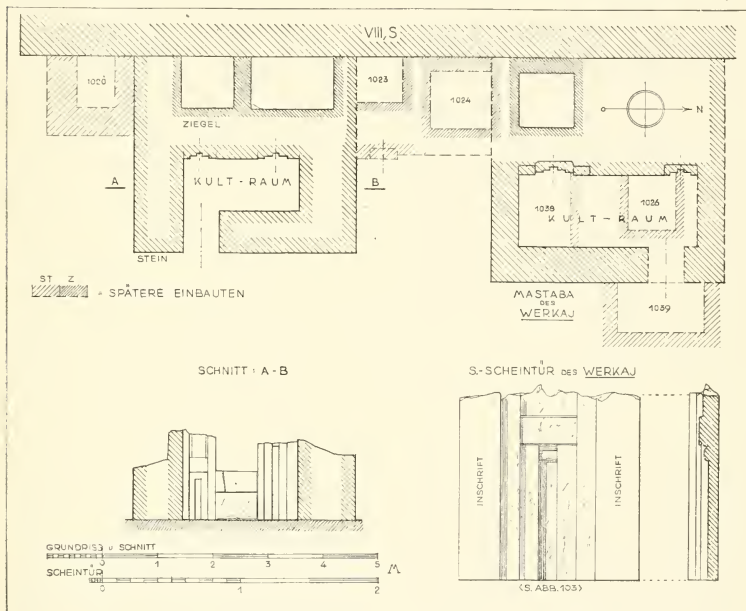 VIII, S
1020
1023
1024
N
ZIEGEL
A
KULT-RAUM
B
1038
1026
KULT-RAUM
STEIN
ST Z
= SPÄTERE EINBAUTEN
MASTABA
DES
WERKAJ
1039
SCHNITT : A - B
S.-SCHEINTÜR DES WERKAJ
INSCHRIFT
INSCHRIFT
GRUNDRISS U SCHNITT
0 1 2 3 4 5
M
SCHEINTÜR
0 1 2
(S. ABB. 103)